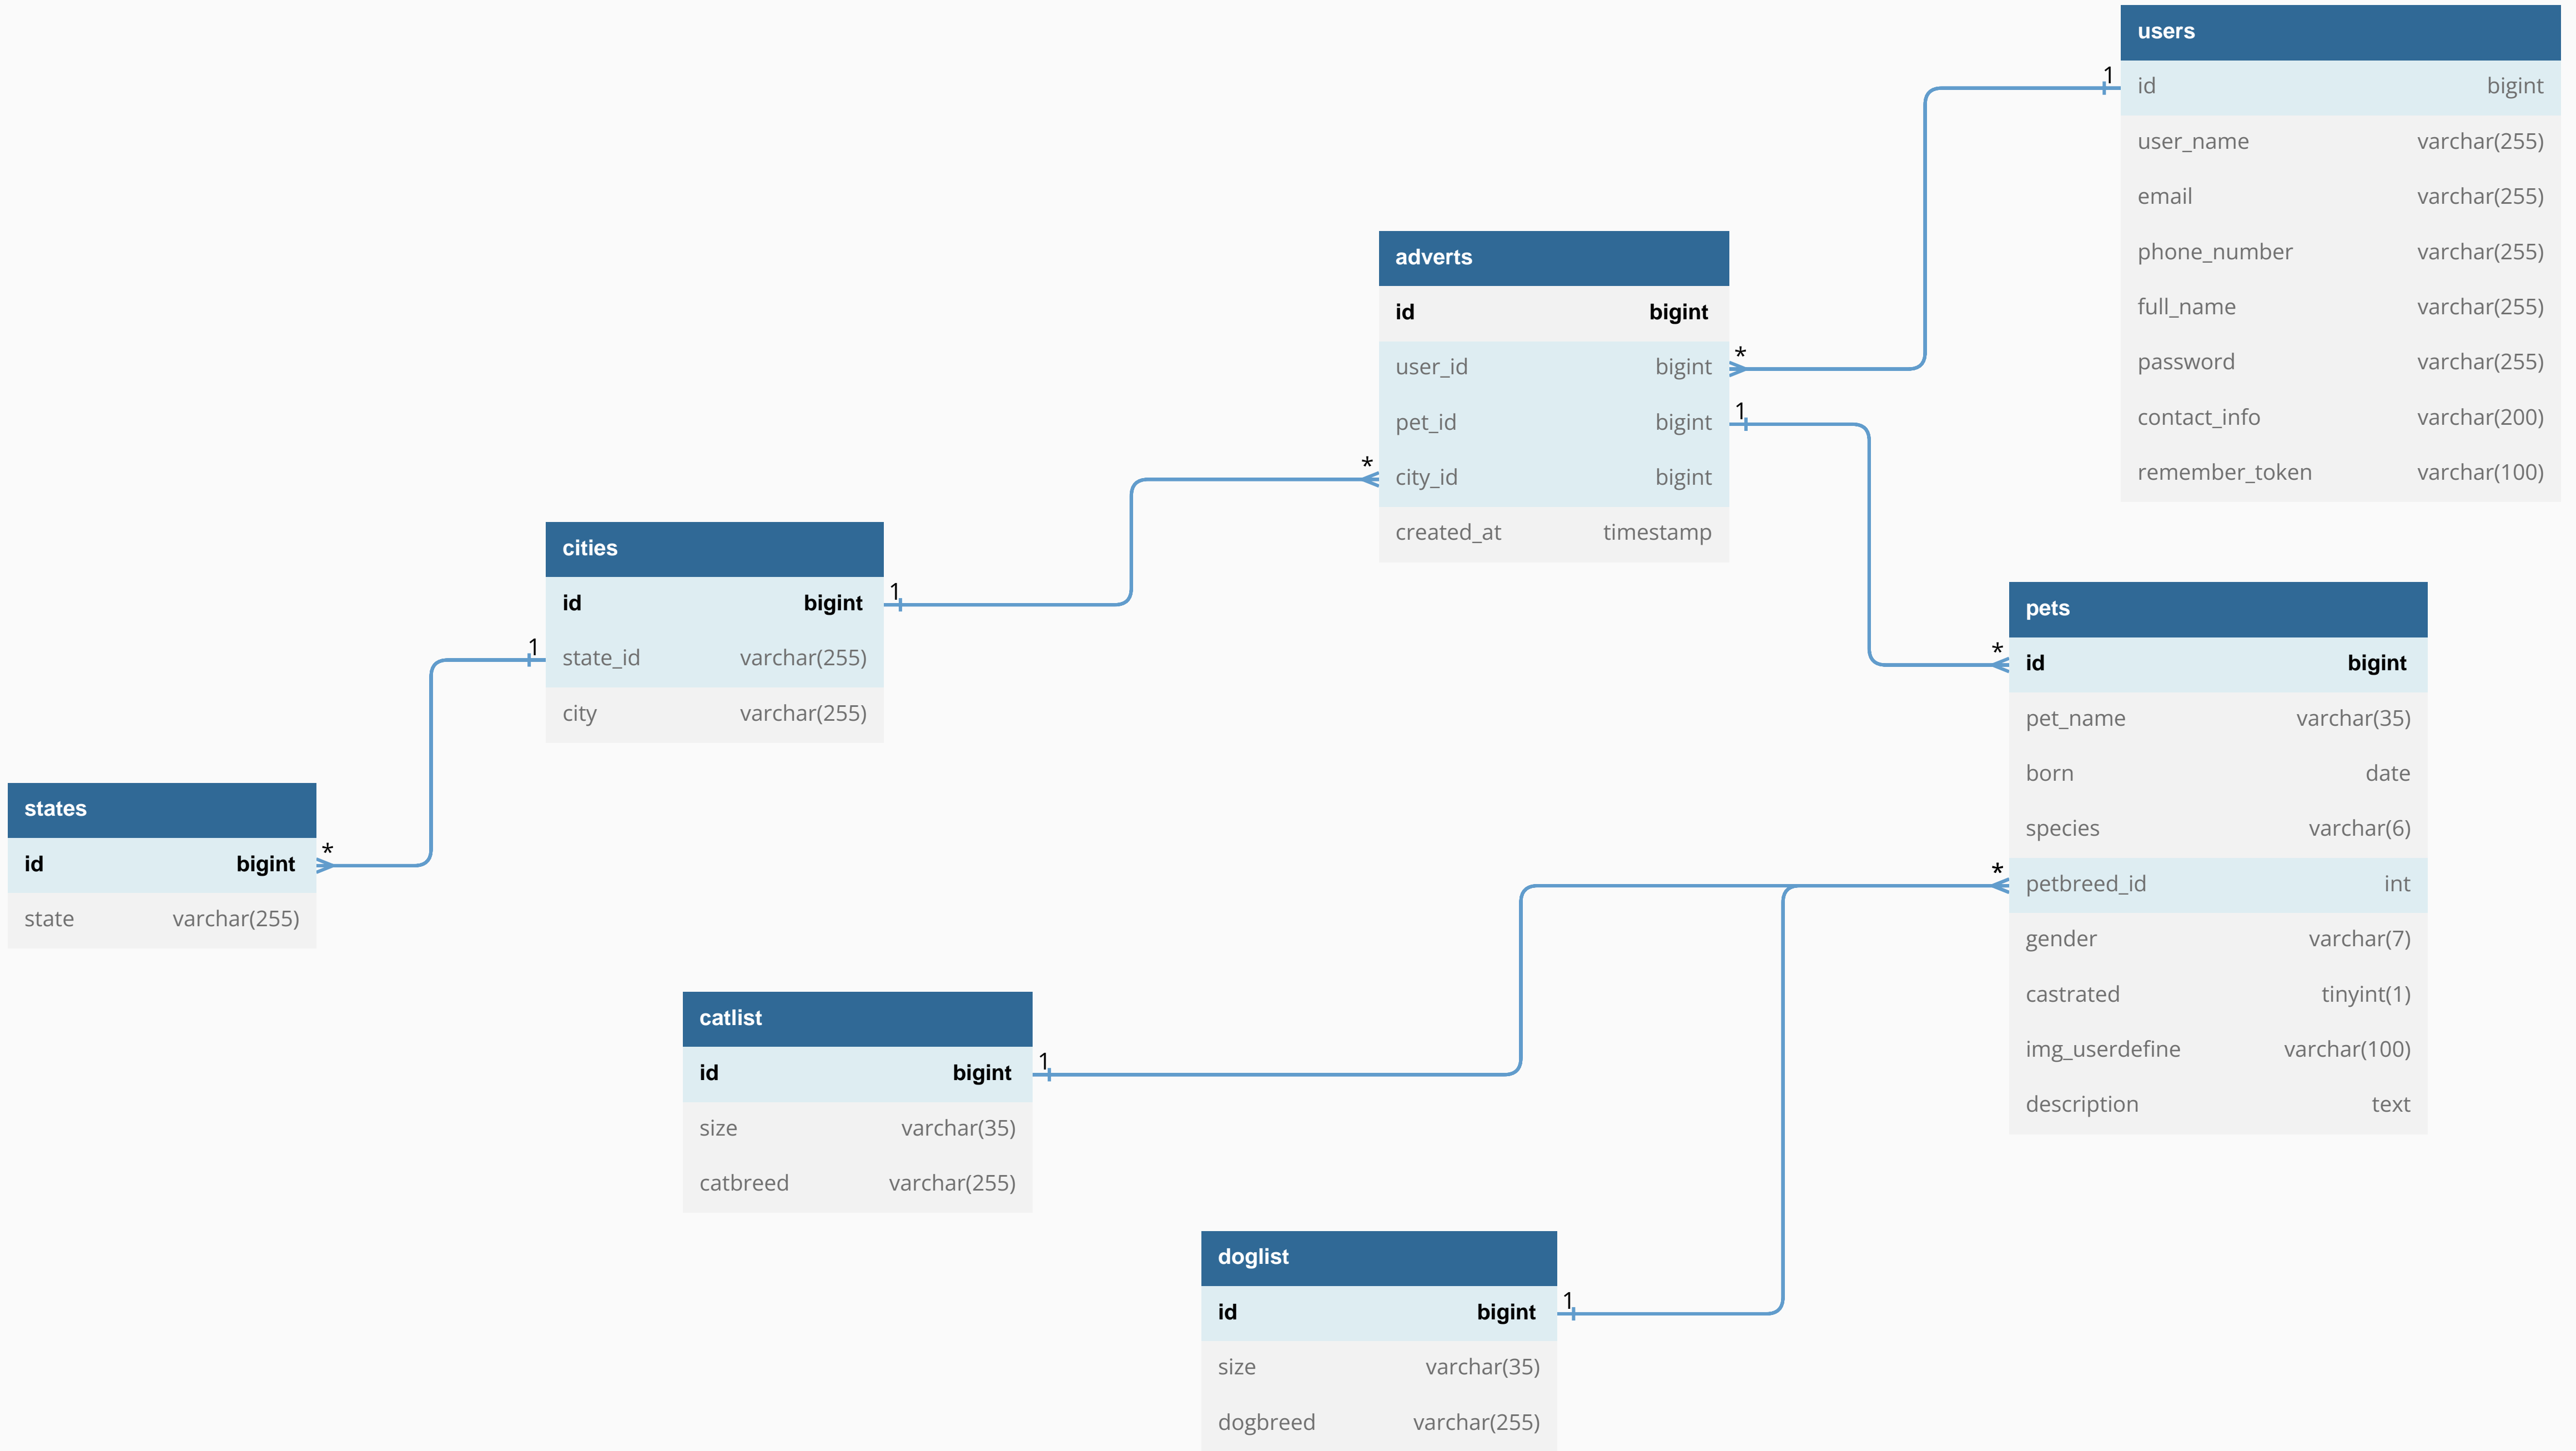 users
1
id bigint
user_name varchar(255)
email varchar(255)
phone_number varchar(255)
full_name varchar(255)
password varchar(255)
contact_info varchar(200)
remember_token varchar(100)
adverts
id bigint
user_id bigint *
pet_id bigint 1
* city_id bigint
created_at timestamp
cities
id bigint 1
1 state_id varchar(255)
city varchar(255)
pets
* id bigint
pet_name varchar(35)
born date
species varchar(6)
* petbreed_id int
gender varchar(7)
castrated tinyint(1)
img_userdefine varchar(100)
description text
states
id bigint *
state varchar(255)
catlist
id bigint 1
size varchar(35)
catbreed varchar(255)
doglist
id bigint 1
size varchar(35)
dogbreed varchar(255)